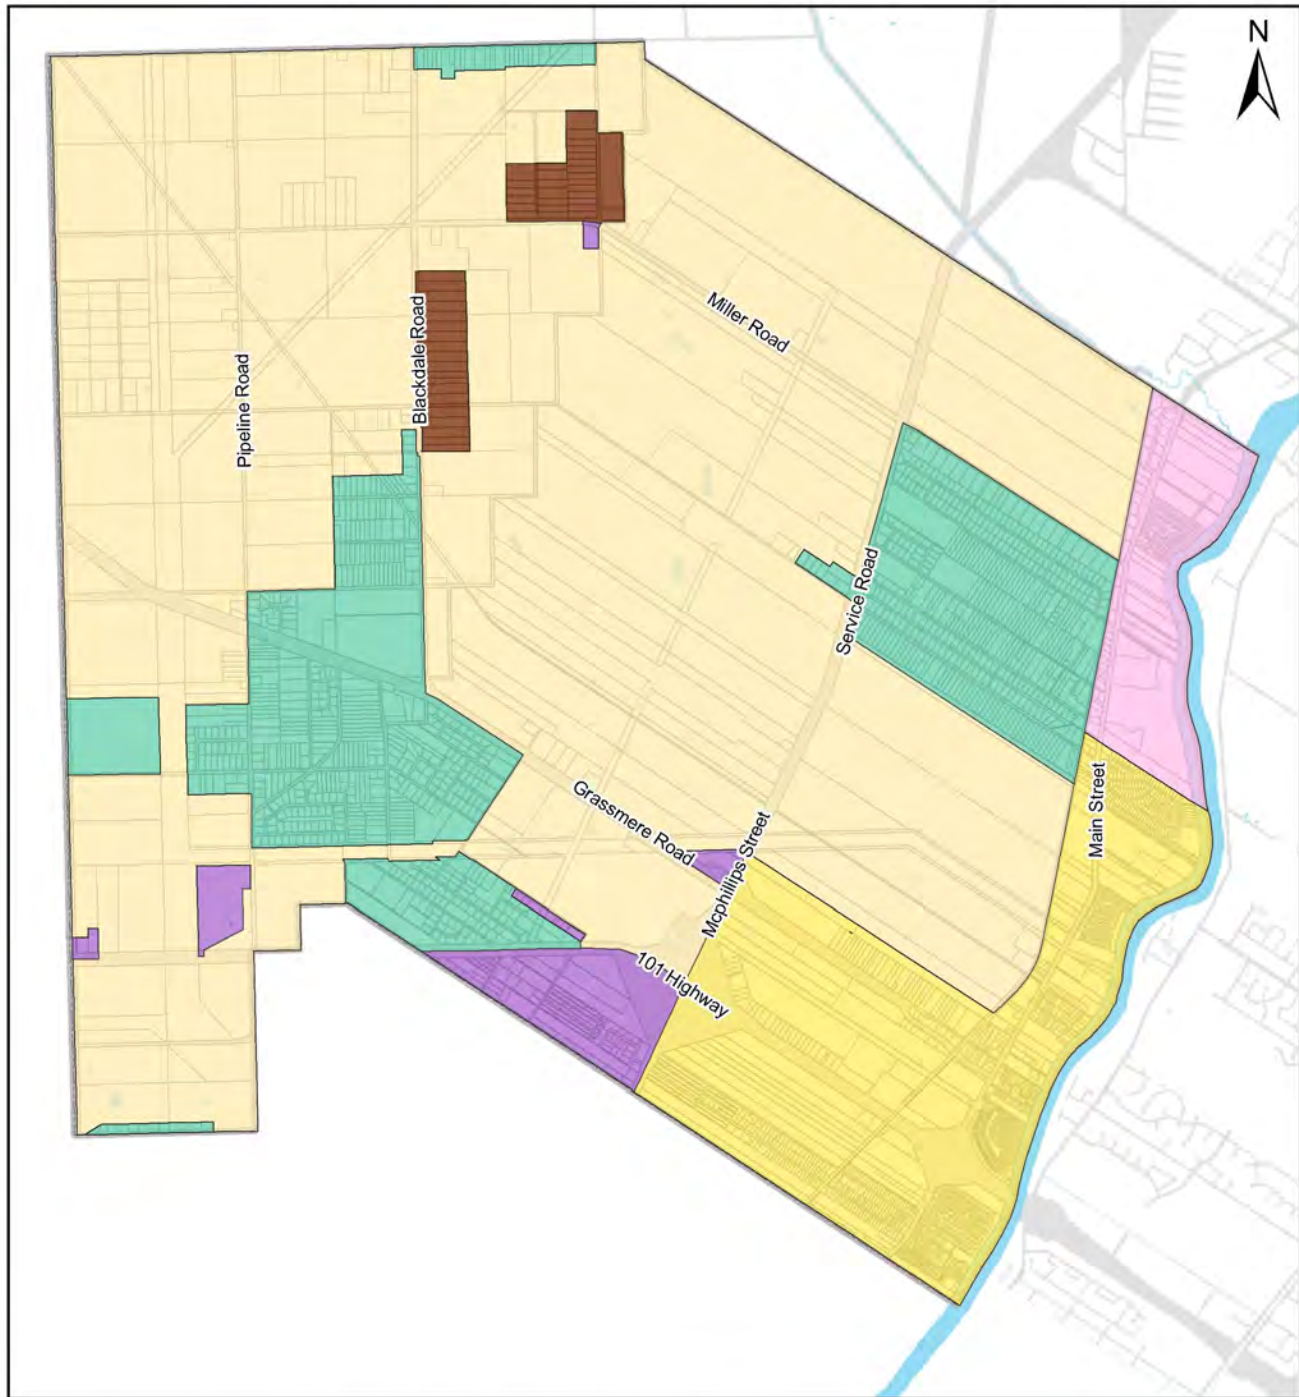 N
Miller Road
Blackdale Road
Pipeline Road
Service Road
Main Street
Grassmere Road
Mcphillips Street
101 Highway